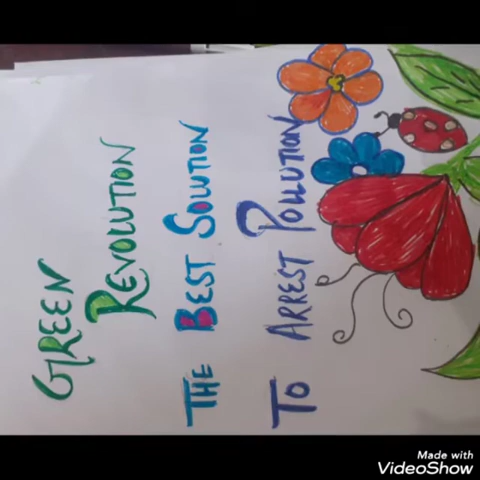 GREEN
REVOLUTION
THE BEST SOLUTION
TO ARREST POLLUTION
Made with
VideoShow